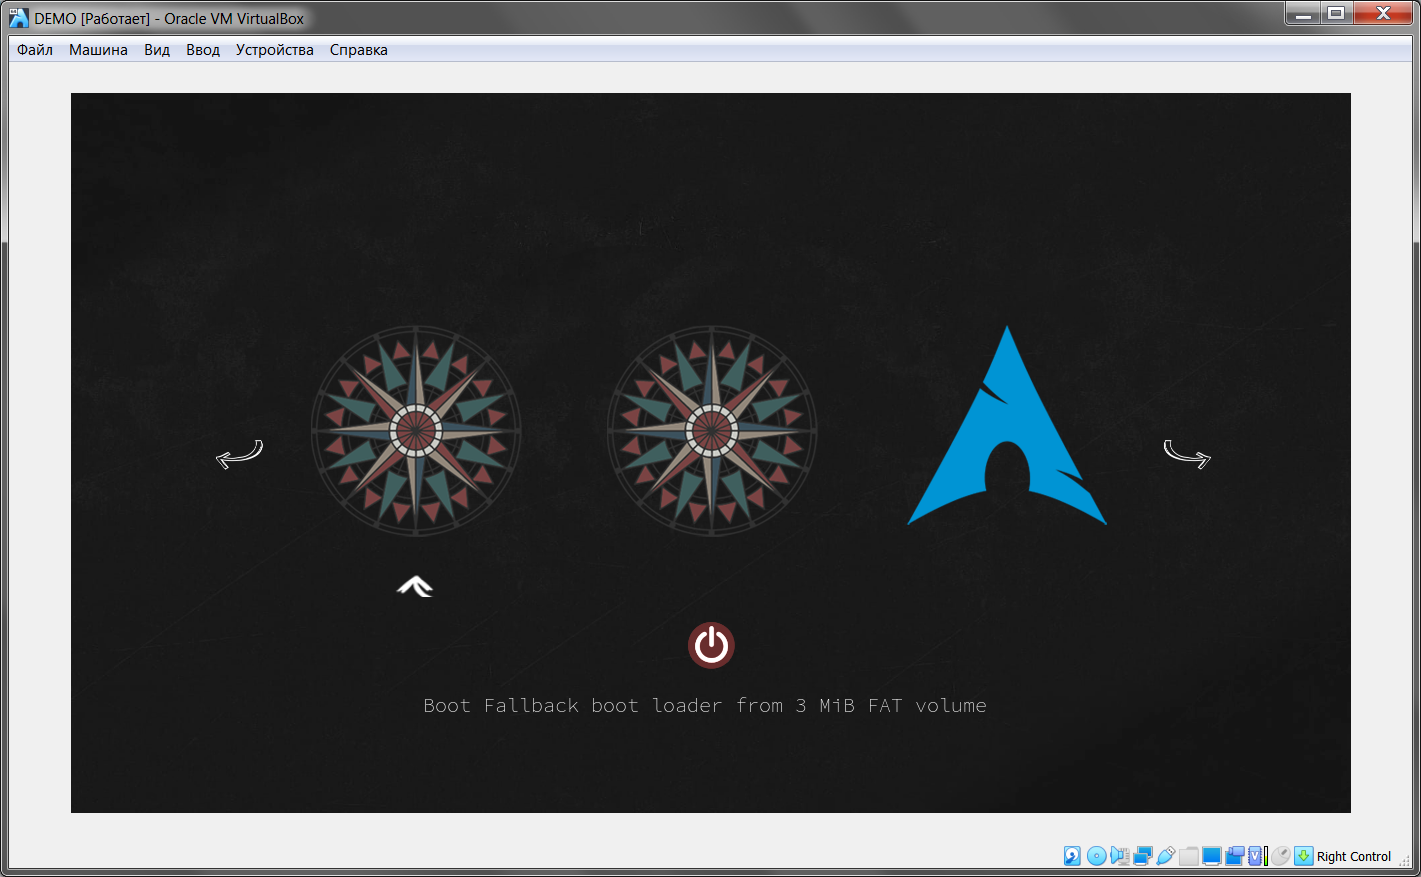 DEMO [Работает] - Oracle VM VirtualBox
Файл Машина Вид Ввод Устройства Справка
Boot Fallback boot loader from 3 MiB FAT volume
V
Right Control